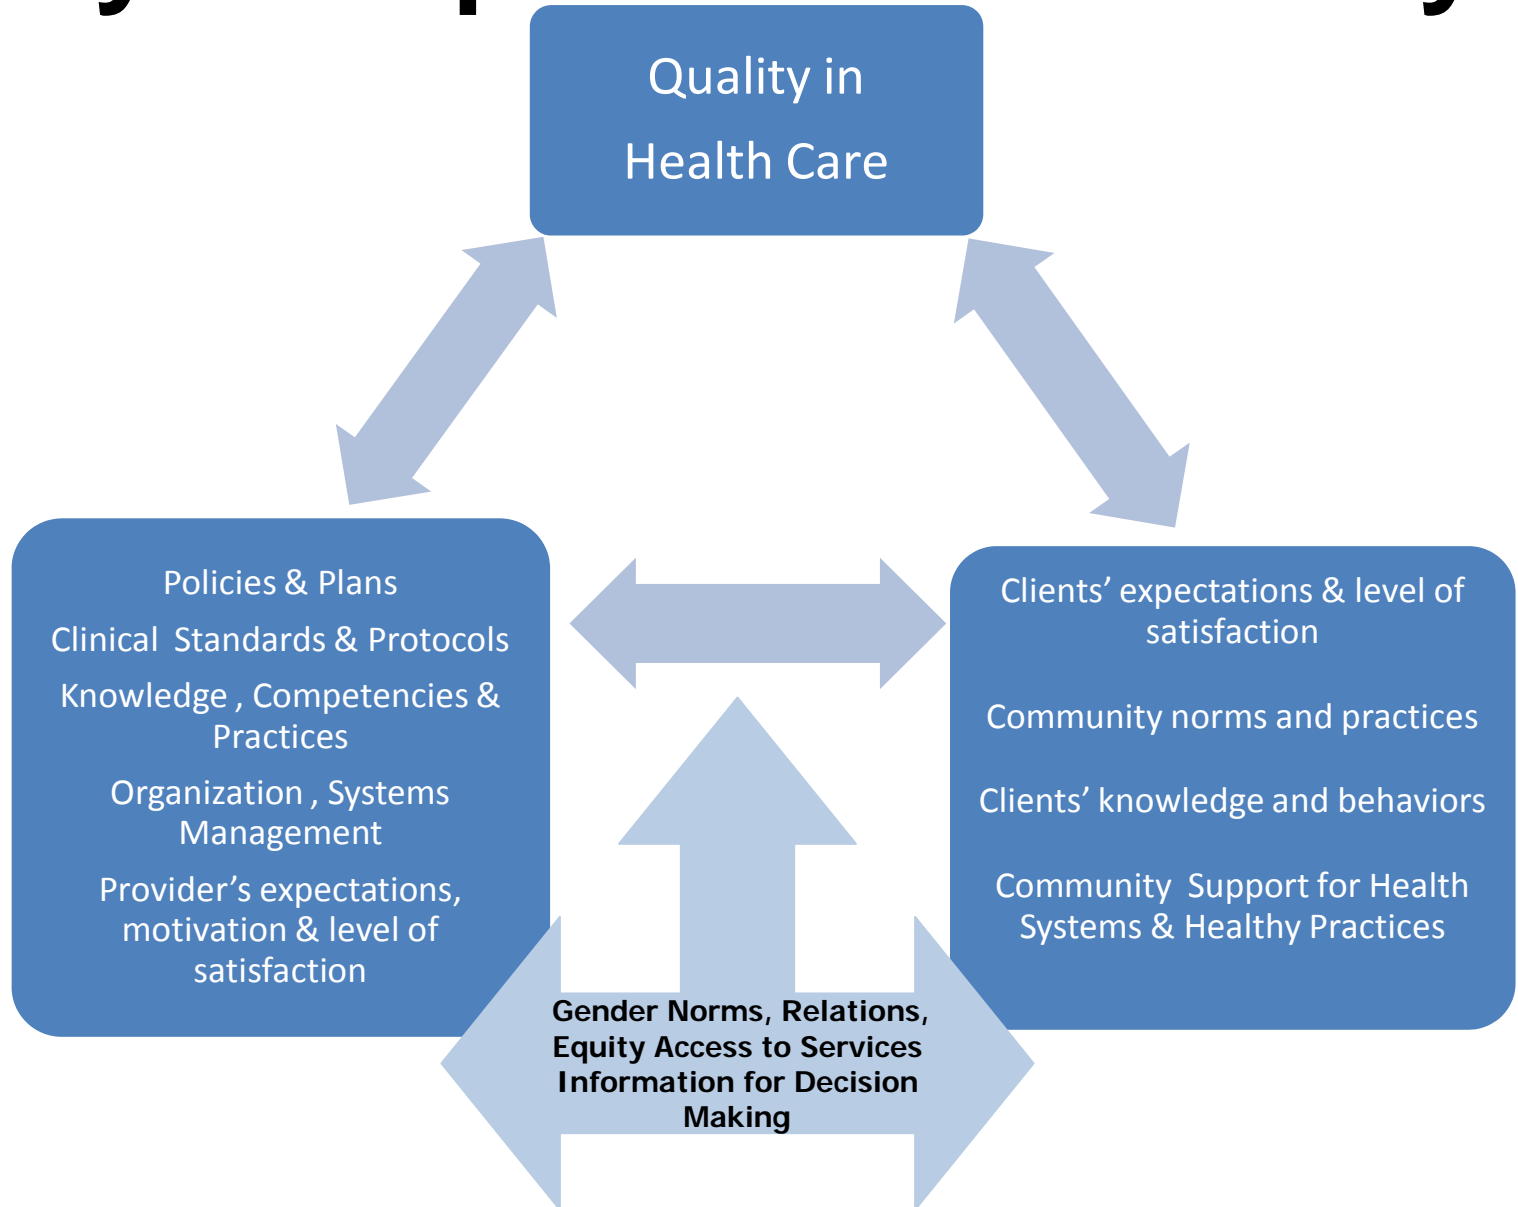 Quality in
Health Care
Policies & Plans
Clinical Standards & Protocols
Knowledge , Competencies &
Practices
Organization , Systems
Management
Provider's expectations,
motivation & level of
satisfaction
Clients' expectations & level of
satisfaction
Community norms and practices
Clients' knowledge and behaviors
Community Support for Health
Systems & Healthy Practices
Gender Norms, Relations,
Equity Access to Services
Information for Decision
Making